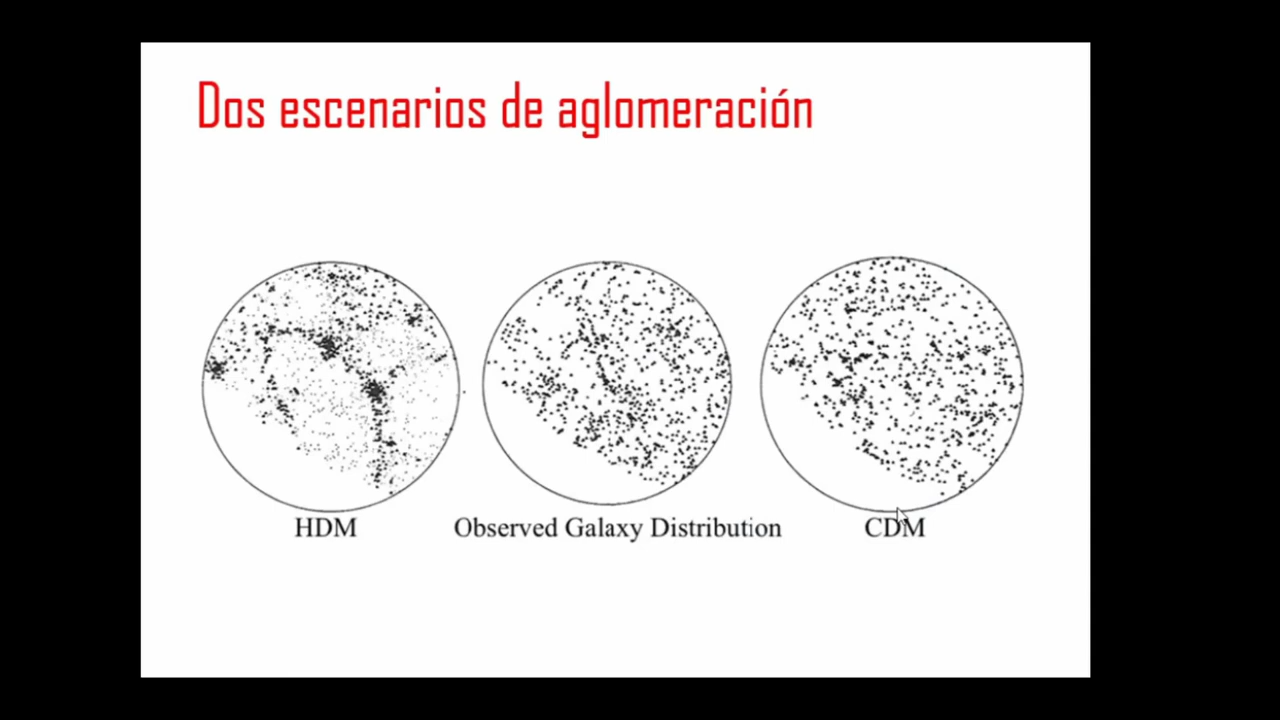 Dos escenarios de aglomeración
HDM
Observed Galaxy Distribution
CDM